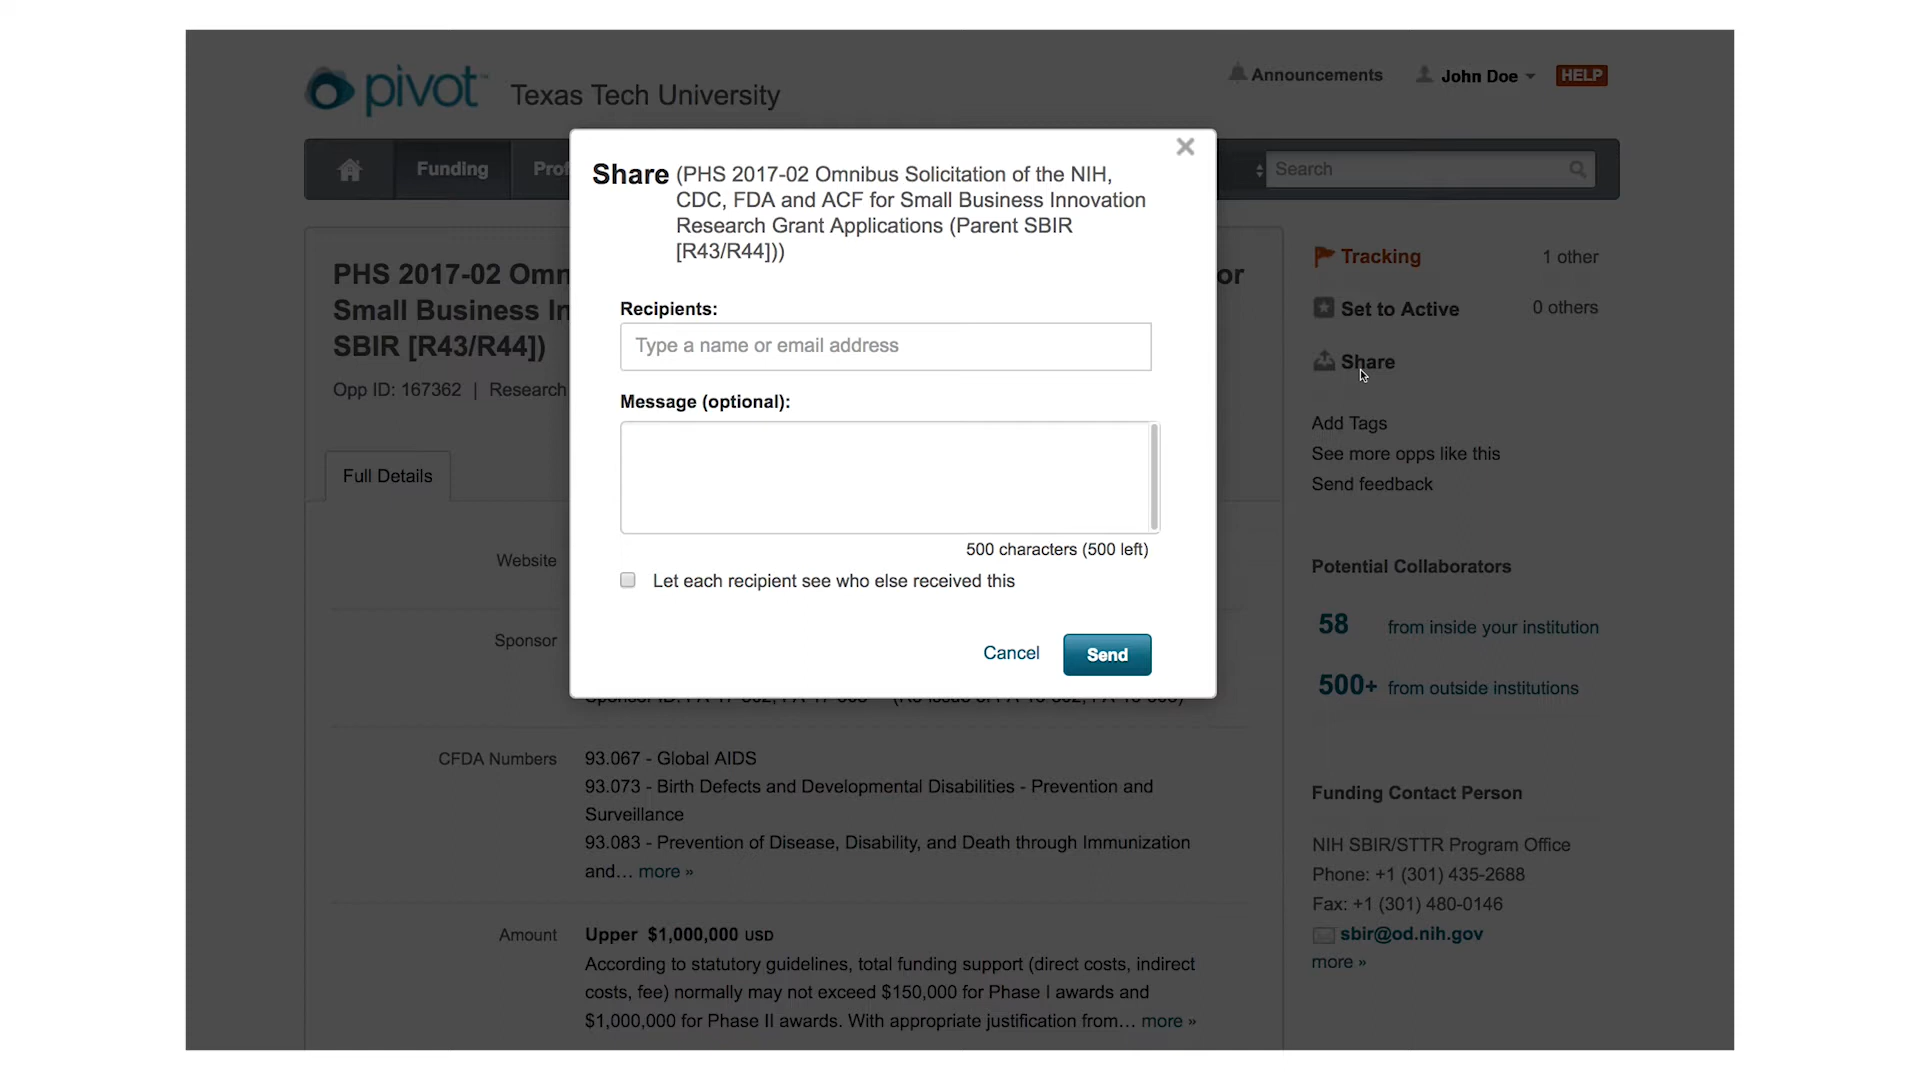 pivot™ Texas Tech University
Announcements
John Doe
HELP
Funding
Prof
Search
Share (PHS 2017-02 Omnibus Solicitation of the NIH,
CDC, FDA and ACF for Small Business Innovation
Research Grant Applications (Parent SBIR
[R43/R44]))
Recipients:
Type a name or email address
Message (optional):
500 characters (500 left)
Let each recipient see who else received this
Cancel
Send
PHS 2017-02 Omn
or
Small Business In
SBIR [R43/R44])
Opp ID: 167362 | Research
Full Details
Website
Sponsor
CFDA Numbers
93.067 - Global AIDS
93.073 - Birth Defects and Developmental Disabilities - Prevention and
Surveillance
93.083 - Prevention of Disease, Disability, and Death through Immunization
and… more »
Amount
Upper $1,000,000 USD
According to statutory guidelines, total funding support (direct costs, indirect
costs, fee) normally may not exceed $150,000 for Phase I awards and
$1,000,000 for Phase II awards. With appropriate justification from… more »
Tracking
1 other
Set to Active
0 others
Share
Add Tags
See more opps like this
Send feedback
Potential Collaborators
58 from inside your institution
500+ from outside institutions
Funding Contact Person
NIH SBIR/STTR Program Office
Phone: +1 (301) 435-2688
Fax: +1 (301) 480-0146
sbir@od.nih.gov
more »